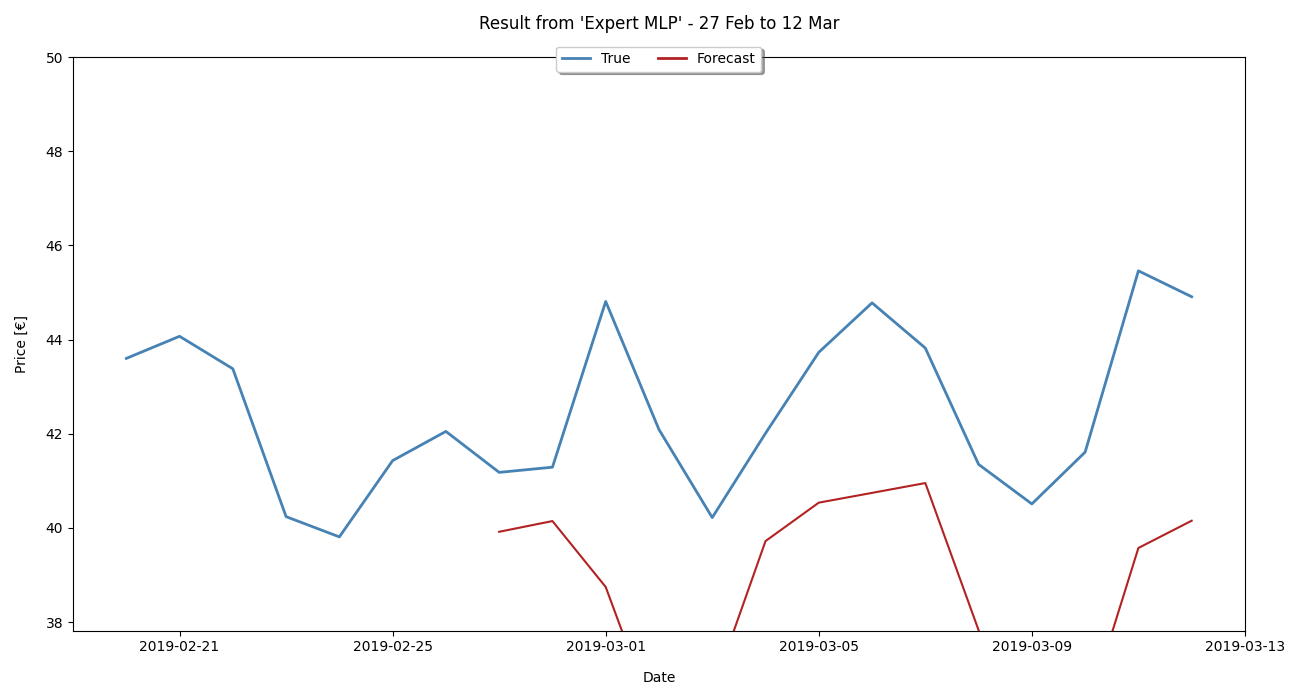 Result from 'Expert MLP' - 27 Feb to 12 Mar
True
Forecast
50
48
46
44
42
40
38
Price [€]
2019-02-21
2019-02-25
2019-03-01
2019-03-05
2019-03-09
2019-03-13
Date